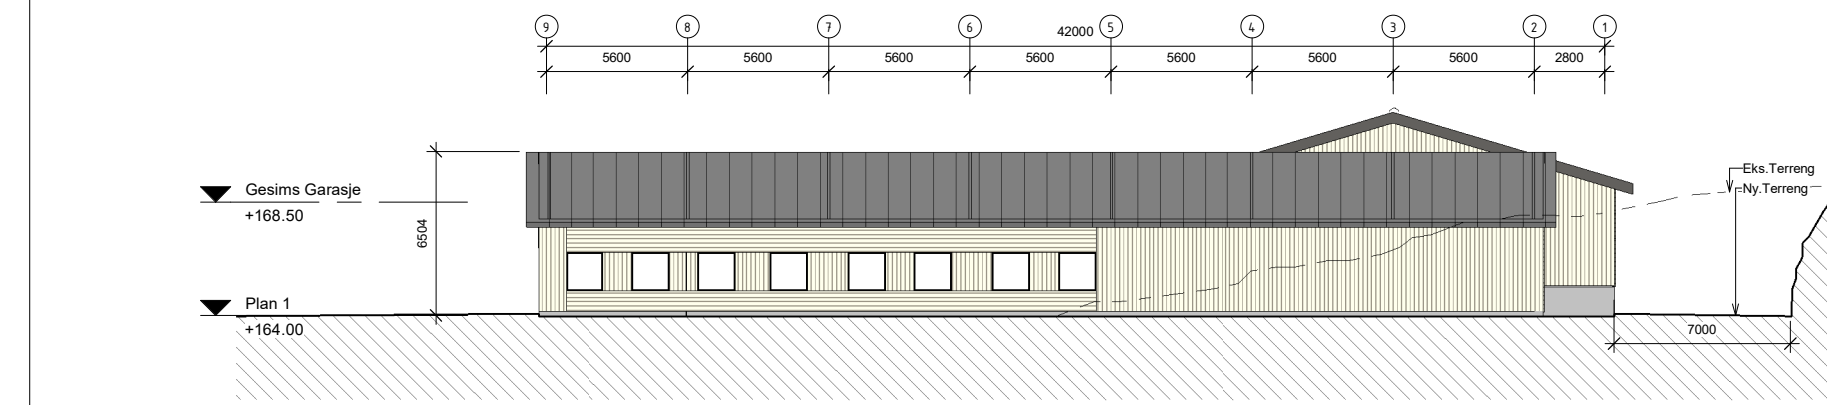 9 8 7 6 5 4 3 2 1
42000
5600 5600 5600 5600 5600 5600 5600 2800
Eks.Terreng
Ny.Terreng
Gesims Garasje
+168.50
6504
Plan 1
+164.00
7000